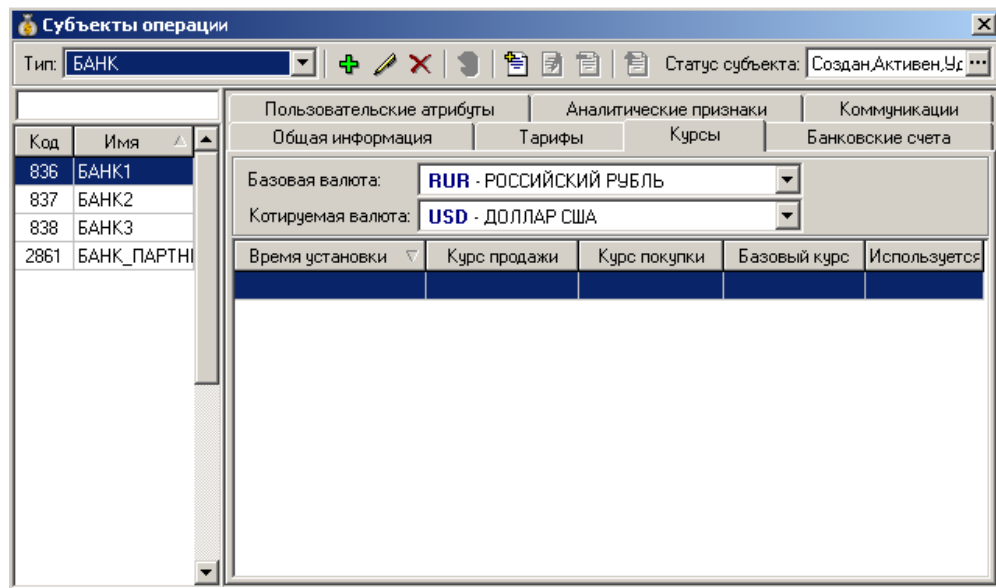 Субъекты операции
Тип: БАНК Статус субъекта: Создан,Активен,Уд ...
Пользовательские атрибуты Аналитические признаки Коммуникации
Общая информация Тарифы Курсы Банковские счета
Код Имя
836 БАНК1
837 БАНК2
838 БАНК3
2861 БАНК_ПАРТНІ
Базовая валюта: RUR - РОССИЙСКИЙ РУБЛЬ
Котируемая валюта: USD - ДОЛЛАР США
Время установки Курс продажи Курс покупки Базовый курс Используется